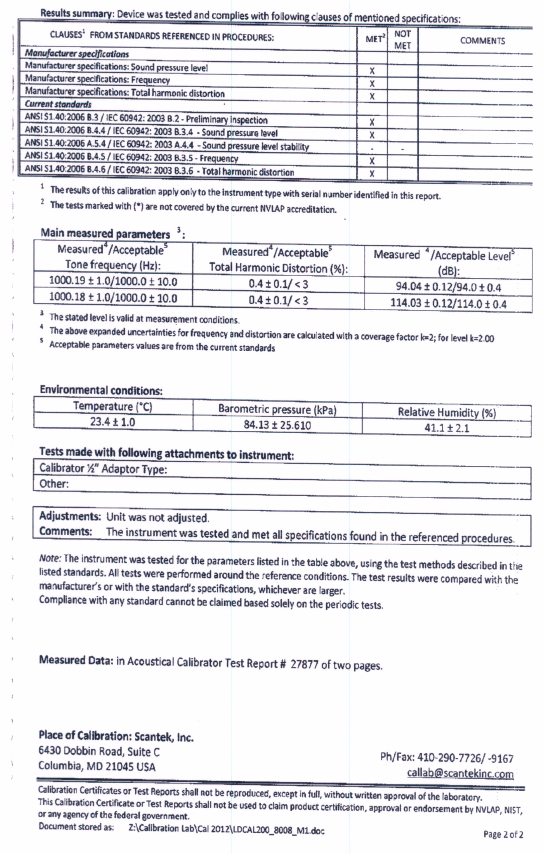 Results summary: Device was tested and complies with following clauses of mentioned specifications:
CLAUSES¹ FROM STANDARDS REFERENCED IN PROCEDURES: MET² NOT MET COMMENTS
Manufacturer specifications
Manufacturer specifications: Sound pressure level X
Manufacturer specifications: Frequency X
Manufacturer specifications: Total harmonic distortion X
Current standards
ANSI S1.40:2006 B.3 / IEC 60942: 2003 B.2 - Preliminary inspection X
ANSI S1.40:2006 B.4.4 / IEC 60942: 2003 B.3.4 - Sound pressure level X
ANSI S1.40:2006 A.5.4 / IEC 60942: 2003 A.4.4 - Sound pressure level stability - -
ANSI S1.40:2006 B.4.5 / IEC 60942: 2003 B.3.5 - Frequency X
ANSI S1.40:2006 B.4.6 / IEC 60942: 2003 B.3.6 - Total harmonic distortion X
¹ The results of this calibration apply only to the instrument type with serial number identified in this report.
² The tests marked with (*) are not covered by the current NVLAP accreditation.
Main measured parameters ³:
Measured⁴/Acceptable⁵ Tone frequency (Hz): Measured⁴/Acceptable⁵ Total Harmonic Distortion (%): Measured ⁴/Acceptable Level⁵ (dB):
1000.19 ± 1.0/1000.0 ± 10.0 0.4 ± 0.1/ < 3 94.04 ± 0.12/94.0 ± 0.4
1000.18 ± 1.0/1000.0 ± 10.0 0.4 ± 0.1/ < 3 114.03 ± 0.12/114.0 ± 0.4
³ The stated level is valid at measurement conditions.
⁴ The above expanded uncertainties for frequency and distortion are calculated with a coverage factor k=2; for level k=2.00
⁵ Acceptable parameters values are from the current standards
Environmental conditions:
Temperature (°C) Barometric pressure (kPa) Relative Humidity (%)
23.4 ± 1.0 84.13 ± 25.610 41.1 ± 2.1
Tests made with following attachments to instrument:
Calibrator ½" Adaptor Type:
Other:
Adjustments: Unit was not adjusted.
Comments: The instrument was tested and met all specifications found in the referenced procedures.
Note: The instrument was tested for the parameters listed in the table above, using the test methods described in the
listed standards. All tests were performed around the reference conditions. The test results were compared with the
manufacturer's or with the standard's specifications, whichever are larger.
Compliance with any standard cannot be claimed based solely on the periodic tests.
Measured Data: in Acoustical Calibrator Test Report # 27877 of two pages.
Place of Calibration: Scantek, Inc.
6430 Dobbin Road, Suite C
Columbia, MD 21045 USA
Ph/Fax: 410-290-7726/ -9167
callab@scantekinc.com
Calibration Certificates or Test Reports shall not be reproduced, except in full, without written approval of the laboratory.
This Calibration Certificate or Test Reports shall not be used to claim product certification, approval or endorsement by NVLAP, NIST,
or any agency of the federal government.
Document stored as: Z:\Calibration Lab\Cal 2012\LDCAL200_8008_M1.doc
Page 2 of 2